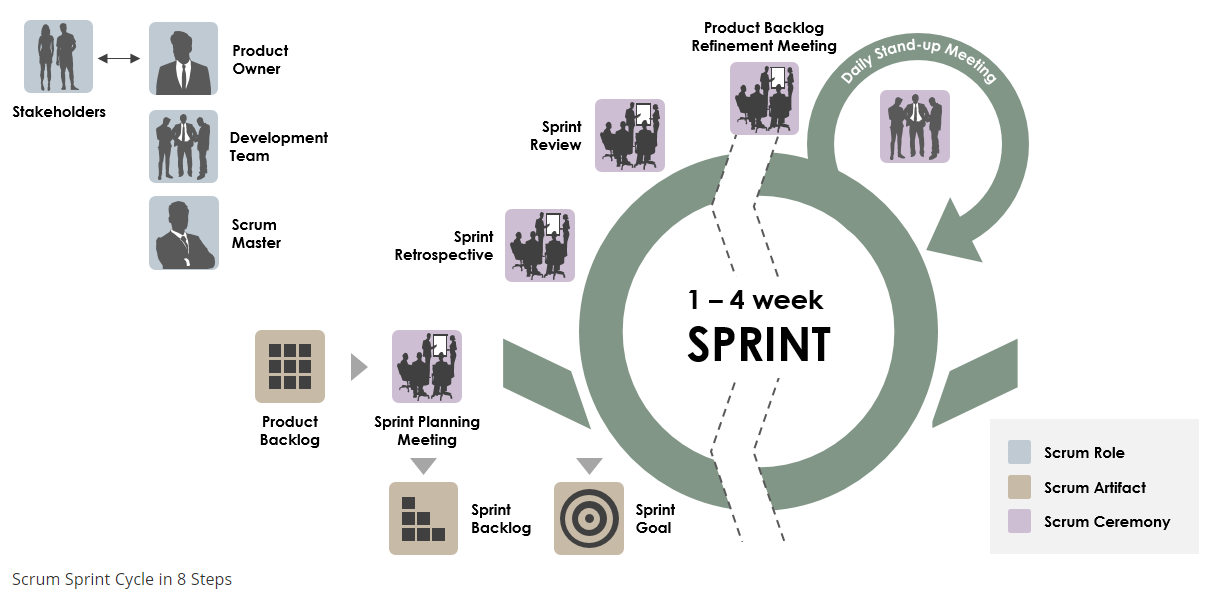 Stakeholders
Product
Owner
Development
Team
Scrum
Master
Product Backlog
Refinement Meeting
Daily Stand-up Meeting
Sprint
Review
Sprint
Retrospective
1 – 4 week
SPRINT
Product
Backlog
Sprint Planning
Meeting
Sprint
Backlog
Sprint
Goal
Scrum Role
Scrum Artifact
Scrum Ceremony
Scrum Sprint Cycle in 8 Steps